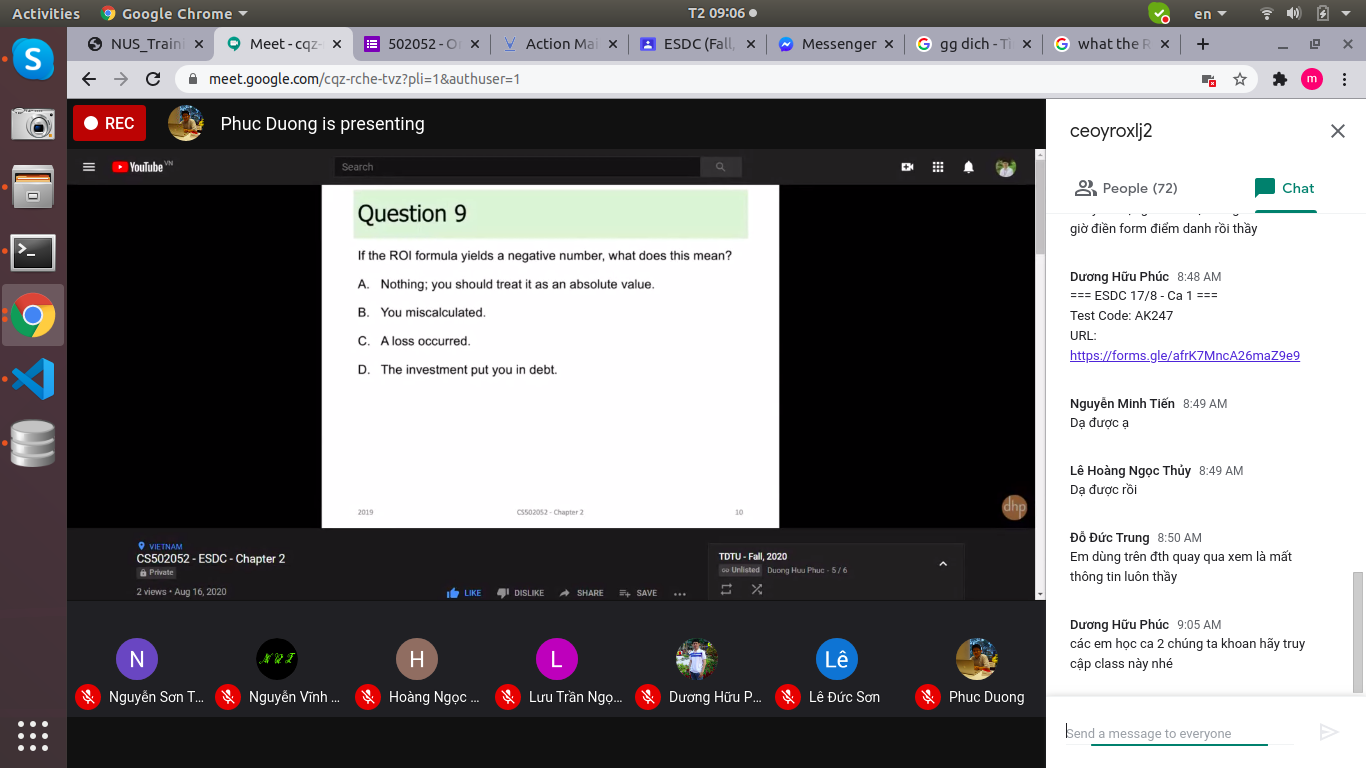 Activities
Google Chrome
T2 09:06
en
NUS_Traini
Meet - cqz-
502052 - O
Action Mai
ESDC (Fall,
Messenger
gg dich - Tì
what the R
meet.google.com/cqz-rche-tvz?pli=1&authuser=1
m
REC
Phuc Duong is presenting
YouTube VN
Search
Question 9
If the ROI formula yields a negative number, what does this mean?
A. Nothing; you should treat it as an absolute value.
B. You miscalculated.
C. A loss occurred.
D. The investment put you in debt.
2019
CS502052 - Chapter 2
10
dhp
VIETNAM
CS502052 - ESDC - Chapter 2
Private
2 views • Aug 16, 2020
LIKE
DISLIKE
SHARE
SAVE
TDTU - Fall, 2020
Unlisted Duong Huu Phuc - 5 / 6
N
H
L
Lê
Nguyễn Sơn T...
Nguyễn Vĩnh ...
Hoàng Ngọc ...
Lưu Trần Ngọ...
Dương Hữu P...
Lê Đức Sơn
Phuc Duong
ceoyroxlj2
People (72)
Chat
giờ điền form điểm danh rồi thầy
Dương Hữu Phúc 8:48 AM
=== ESDC 17/8 - Ca 1 ===
Test Code: AK247
URL:
https://forms.gle/afrK7MncA26maZ9e9
Nguyễn Minh Tiến 8:49 AM
Dạ được ạ
Lê Hoàng Ngọc Thủy 8:49 AM
Dạ được rồi
Đỗ Đức Trung 8:50 AM
Em dùng trên đth quay qua xem là mất
thông tin luôn thầy
Dương Hữu Phúc 9:05 AM
các em học ca 2 chúng ta khoan hãy truy
cập class này nhé
Send a message to everyone